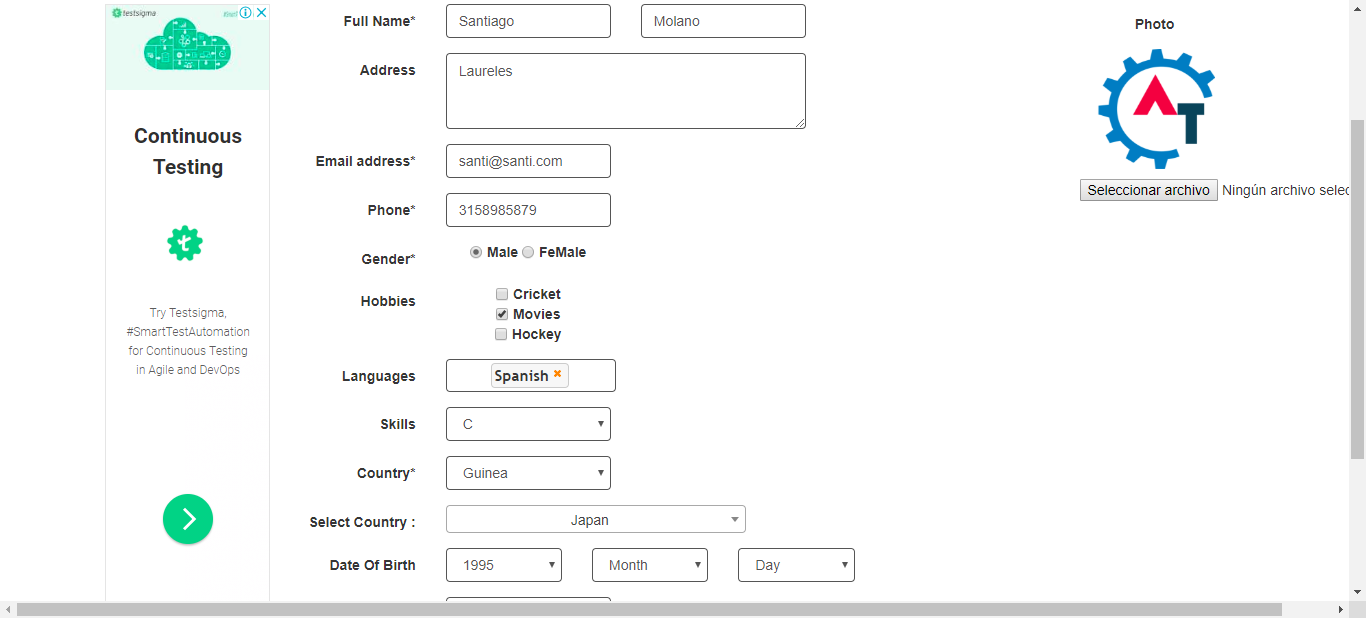 testsigma
Continuous
Testing
Try Testsigma,
#SmartTestAutomation
for Continuous Testing
in Agile and DevOps
Full Name* Santiago Molano
Address Laureles
Email address* santi@santi.com
Phone* 3158985879
Gender* Male FeMale
Hobbies Cricket
Movies
Hockey
Languages Spanish
Skills C
Country* Guinea
Select Country : Japan
Date Of Birth 1995 Month Day
Photo
AT
Seleccionar archivo Ningún archivo selec